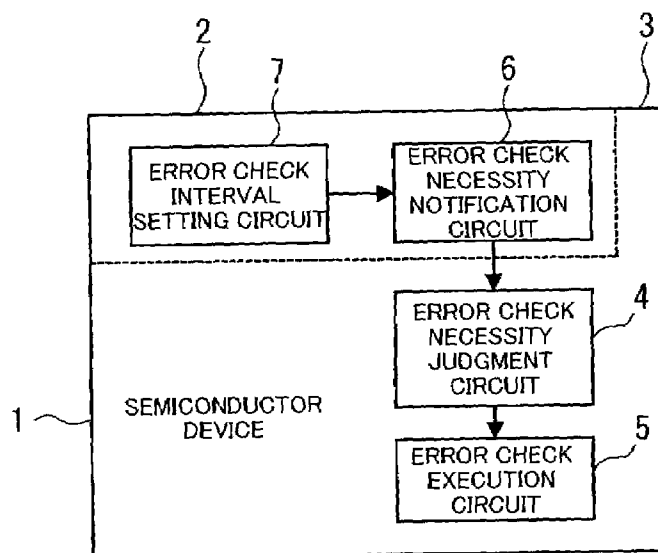 2
3
7
6
ERROR CHECK
INTERVAL
SETTING CIRCUIT
ERROR CHECK
NECESSITY
NOTIFICATION
CIRCUIT
ERROR CHECK
NECESSITY
JUDGMENT
CIRCUIT
4
1
SEMICONDUCTOR
DEVICE
ERROR CHECK
EXECUTION
CIRCUIT
5